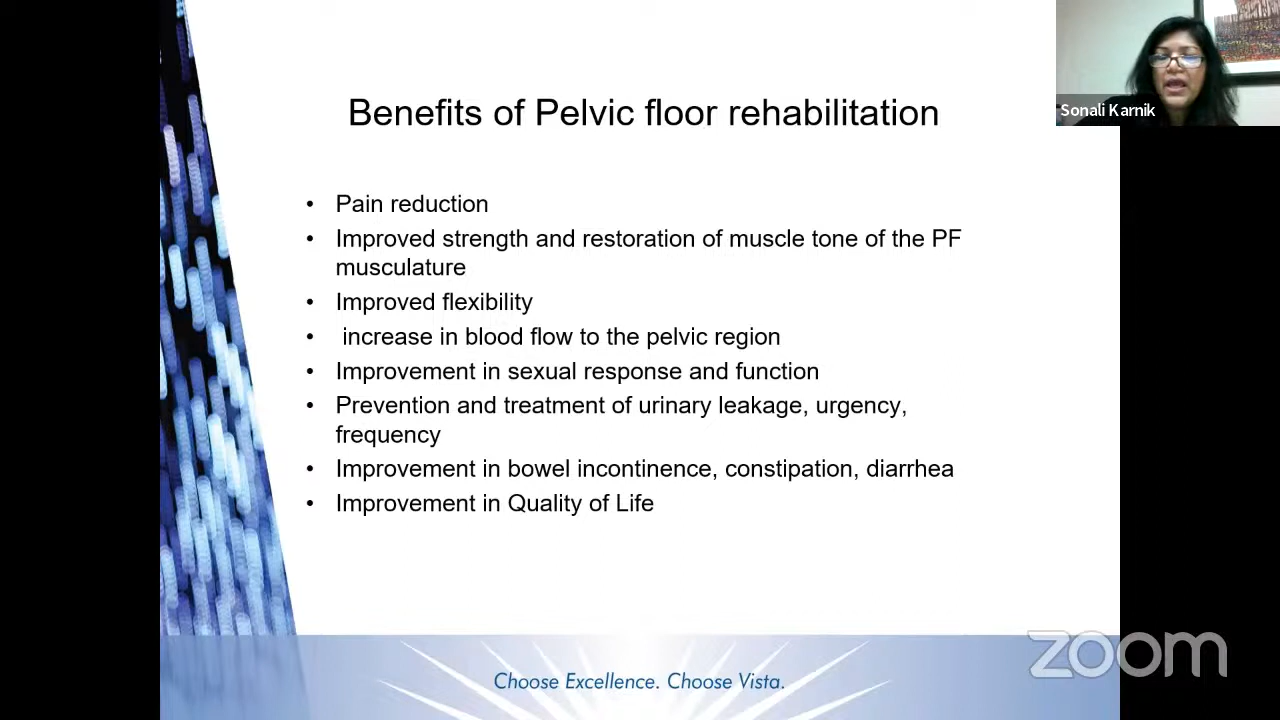 Benefits of Pelvic floor rehabilitation
Sonali Karnik
• Pain reduction
• Improved strength and restoration of muscle tone of the PF
musculature
• Improved flexibility
• increase in blood flow to the pelvic region
• Improvement in sexual response and function
• Prevention and treatment of urinary leakage, urgency,
frequency
• Improvement in bowel incontinence, constipation, diarrhea
• Improvement in Quality of Life
zoom
Choose Excellence. Choose Vista.